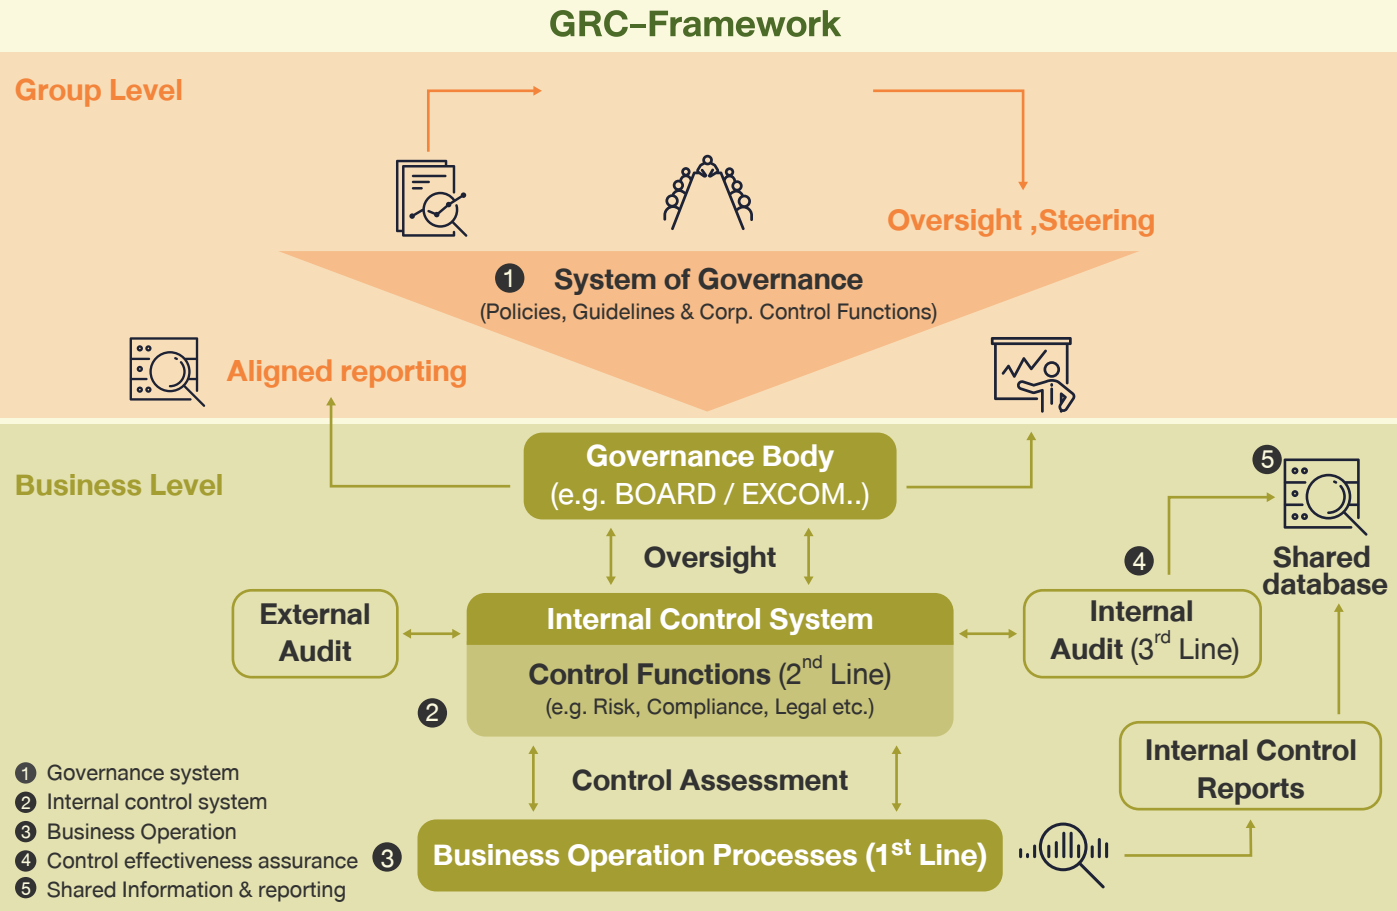 GRC–Framework
Group Level
Oversight ,Steering
1 System of Governance
(Policies, Guidelines & Corp. Control Functions)
Aligned reporting
Business Level
Governance Body
(e.g. BOARD / EXCOM..)
5
Shared
database
Oversight
4
External
Audit
Internal Control System
Control Functions (2nd Line)
(e.g. Risk, Compliance, Legal etc.)
2
Internal
Audit (3rd Line)
Internal Control
Reports
Control Assessment
3 Business Operation Processes (1st Line)
1 Governance system
2 Internal control system
3 Business Operation
4 Control effectiveness assurance
5 Shared Information & reporting